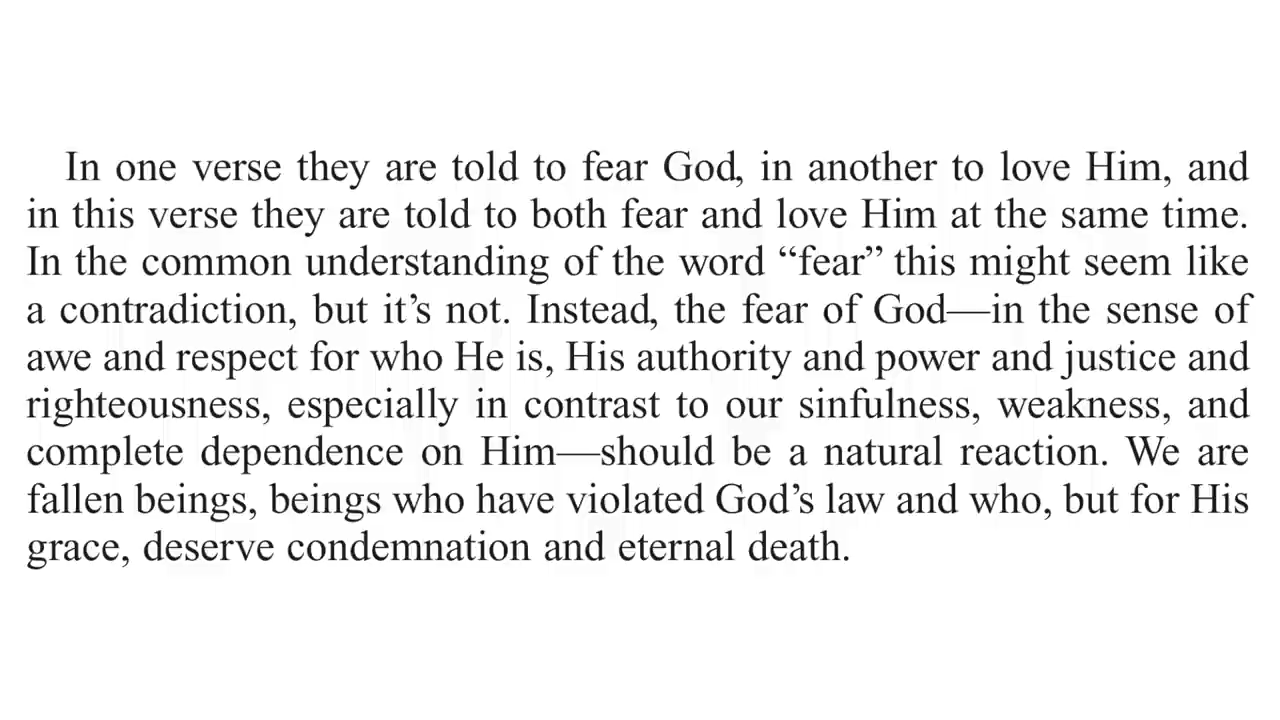 In one verse they are told to fear God, in another to love Him, and
in this verse they are told to both fear and love Him at the same time.
In the common understanding of the word “fear” this might seem like
a contradiction, but it’s not. Instead, the fear of God—in the sense of
awe and respect for who He is, His authority and power and justice and
righteousness, especially in contrast to our sinfulness, weakness, and
complete dependence on Him—should be a natural reaction. We are
fallen beings, beings who have violated God’s law and who, but for His
grace, deserve condemnation and eternal death.